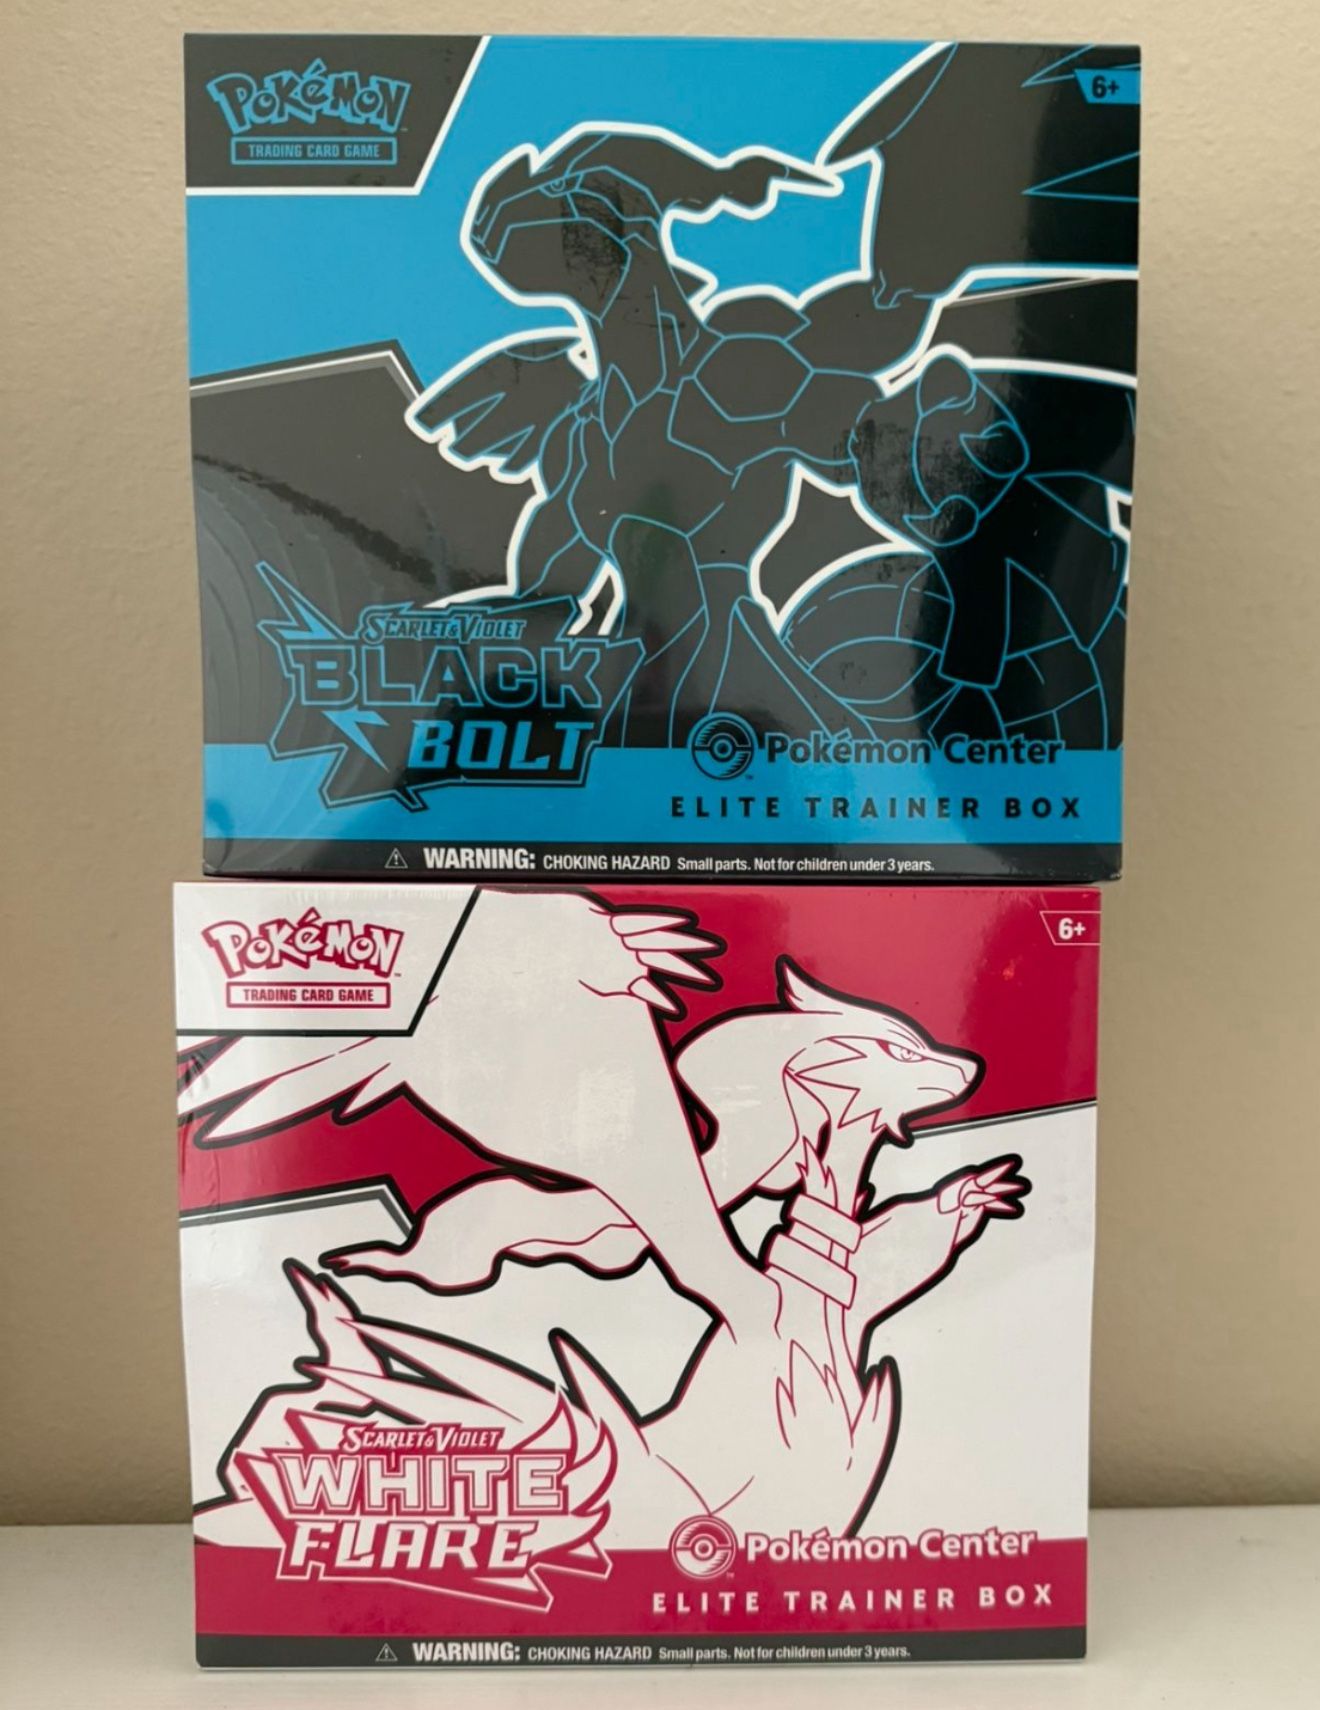 POKéMON
TRADING CARD GAME
6+
SCARLET & VIOLET
BLACK
BOLT
Pokémon Center
ELITE TRAINER BOX
⚠ WARNING: CHOKING HAZARD Small parts. Not for children under 3 years.
POKéMON
TRADING CARD GAME
6+
SCARLET & VIOLET
WHITE
FLARE
Pokémon Center
ELITE TRAINER BOX
⚠ WARNING: CHOKING HAZARD Small parts. Not for children under 3 years.